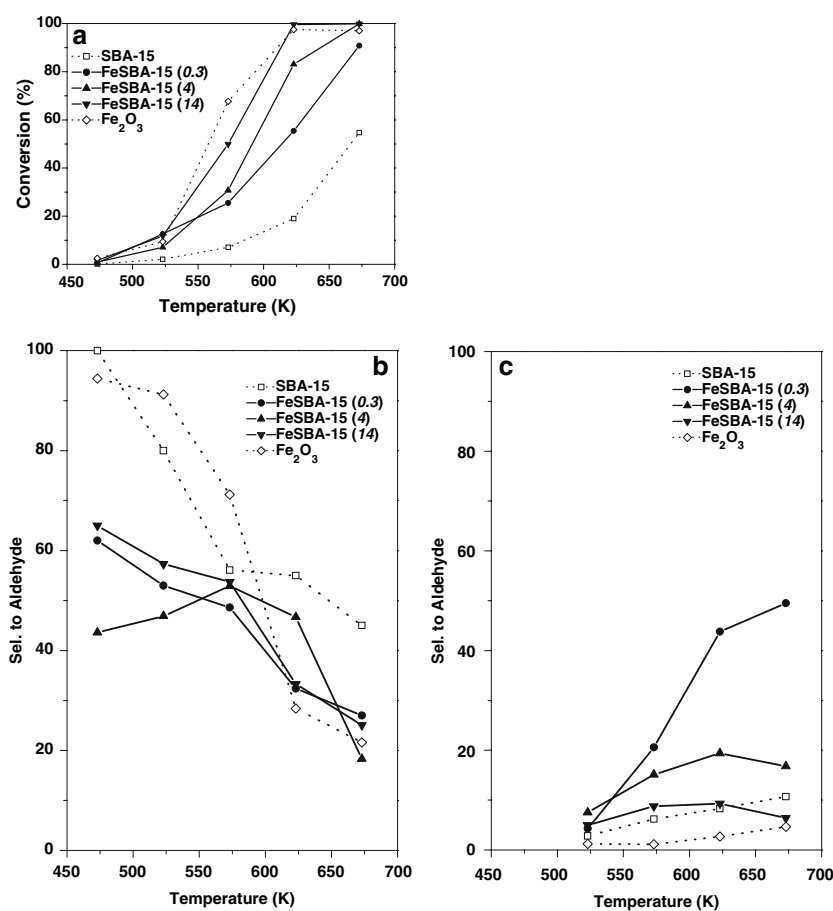 a
SBA-15
FeSBA-15 (0.3)
FeSBA-15 (4)
FeSBA-15 (14)
Fe2O3
Conversion (%)
100
80
60
40
20
0
450 500 550 600 650 700
Temperature (K)
b
SBA-15
FeSBA-15 (0.3)
FeSBA-15 (4)
FeSBA-15 (14)
Fe2O3
Sel. to Aldehyde
100
80
60
40
20
0
450 500 550 600 650 700
Temperature (K)
c
SBA-15
FeSBA-15 (0.3)
FeSBA-15 (4)
FeSBA-15 (14)
Fe2O3
Sel. to Aldehyde
100
80
60
40
20
0
450 500 550 600 650 700
Temperature (K)